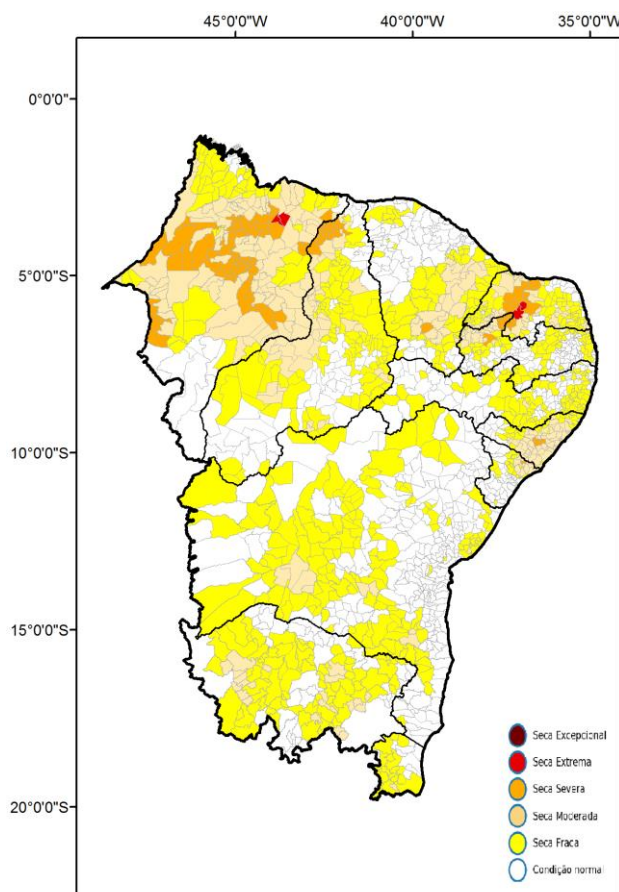 45°0'0"W 40°0'0"W 35°0'0"W
0°0'0"
5°0'0"S
10°0'0"S
15°0'0"S
20°0'0"S
Seca Excepcional
Seca Extrema
Seca Severa
Seca Moderada
Seca Fraca
Condição normal